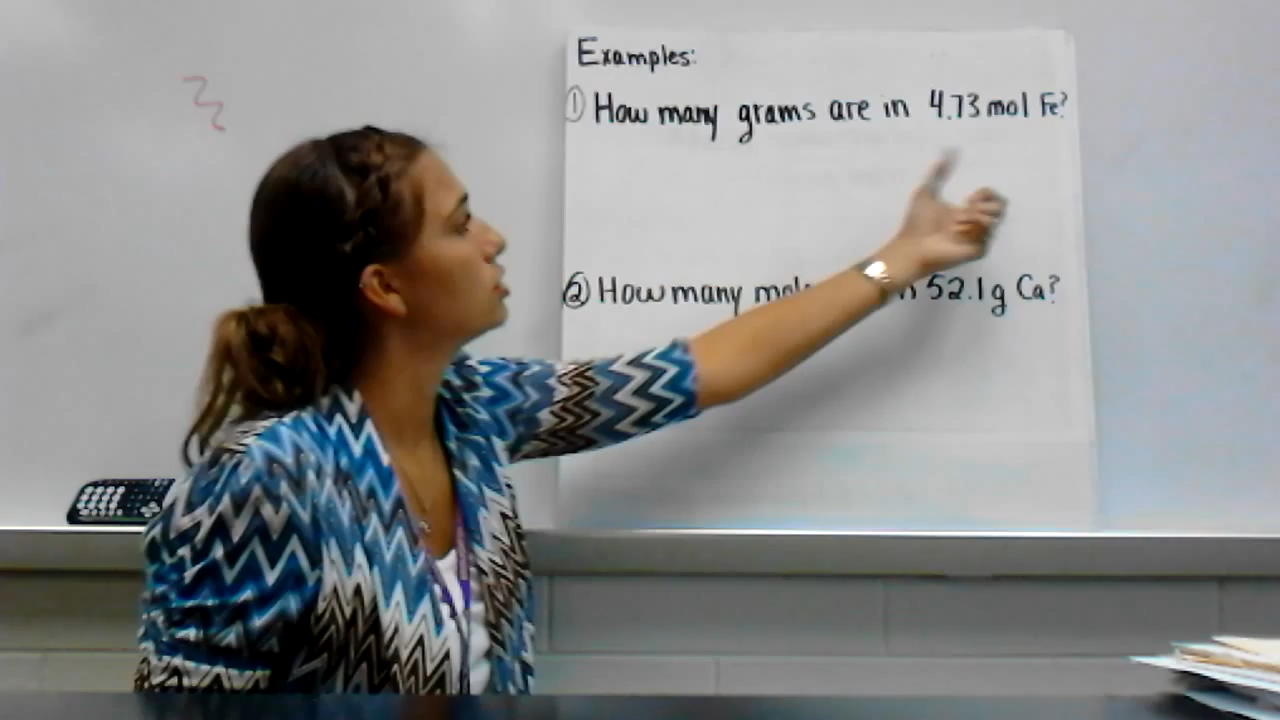 Examples:
① How many grams are in 4.73 mol Fe?
② How many 52.1g Ca?